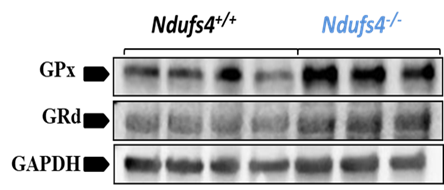 Ndufs4+/+ Ndufs4-/-
GPx
GRd
GAPDH